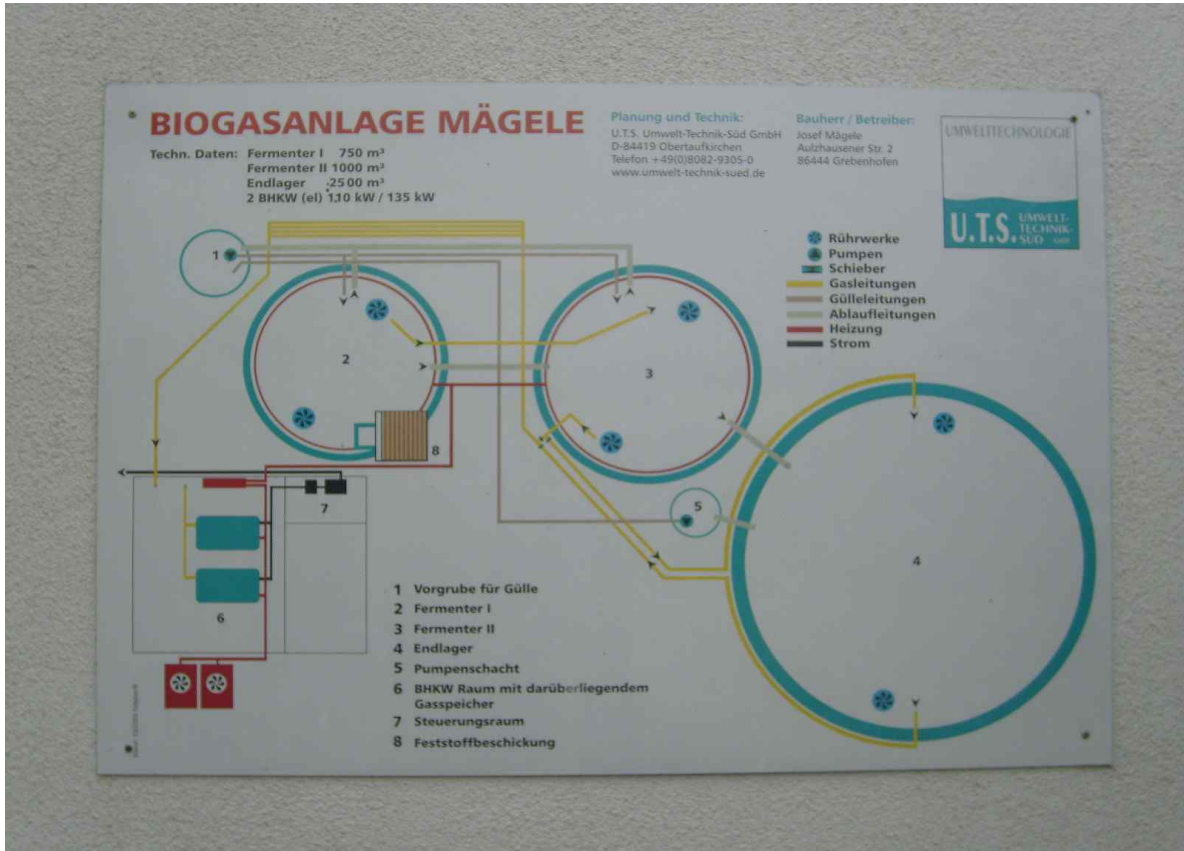 BIOGASANLAGE MÄGELE
Techn. Daten: Fermenter I 750 m³
Fermenter II 1000 m³
Endlager 2500 m³
2 BHKW (el) 110 kW / 135 kW
Planung und Technik:
U.T.S. Umwelt-Technik-Süd GmbH
D-84419 Obertaufkirchen
Telefon +49(0)8082-9305-0
www.umwelt-technik-sued.de
Bauherr / Betreiber:
Josef Mägele
Aulzhausener Str. 2
86444 Grebenhofen
UMWELTTECHNOLOGIE
U.T.S. UMWELT-
TECHNIK-
SÜD GmbH
Rührwerke
Pumpen
Schieber
Gasleitungen
Gülleleitungen
Ablaufleitungen
Heizung
Strom
1
2
3
4
5
6
7
8
1 Vorgrube für Gülle
2 Fermenter I
3 Fermenter II
4 Endlager
5 Pumpenschacht
6 BHKW Raum mit darüberliegendem
Gasspeicher
7 Steuerungsraum
8 Feststoffbeschickung